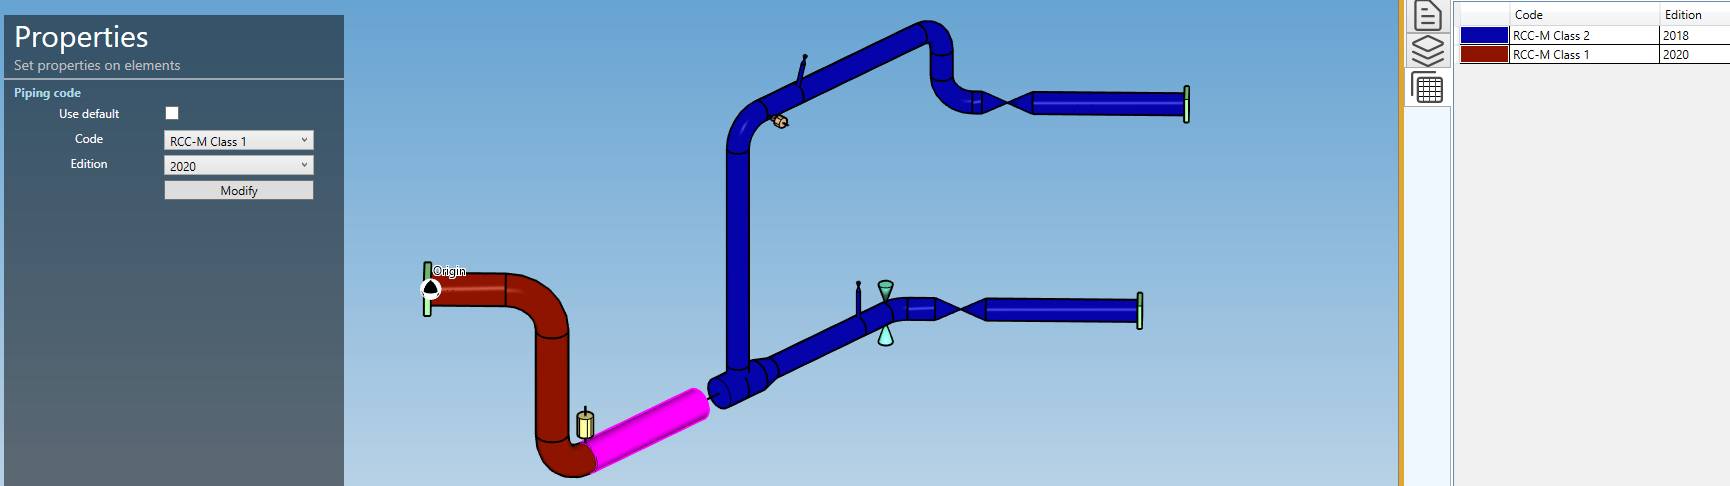 Properties
Set properties on elements
Piping code
Use default
Code
RCC-M Class 1
Edition
2020
Modify
Origin
Code Edition
RCC-M Class 2 2018
RCC-M Class 1 2020